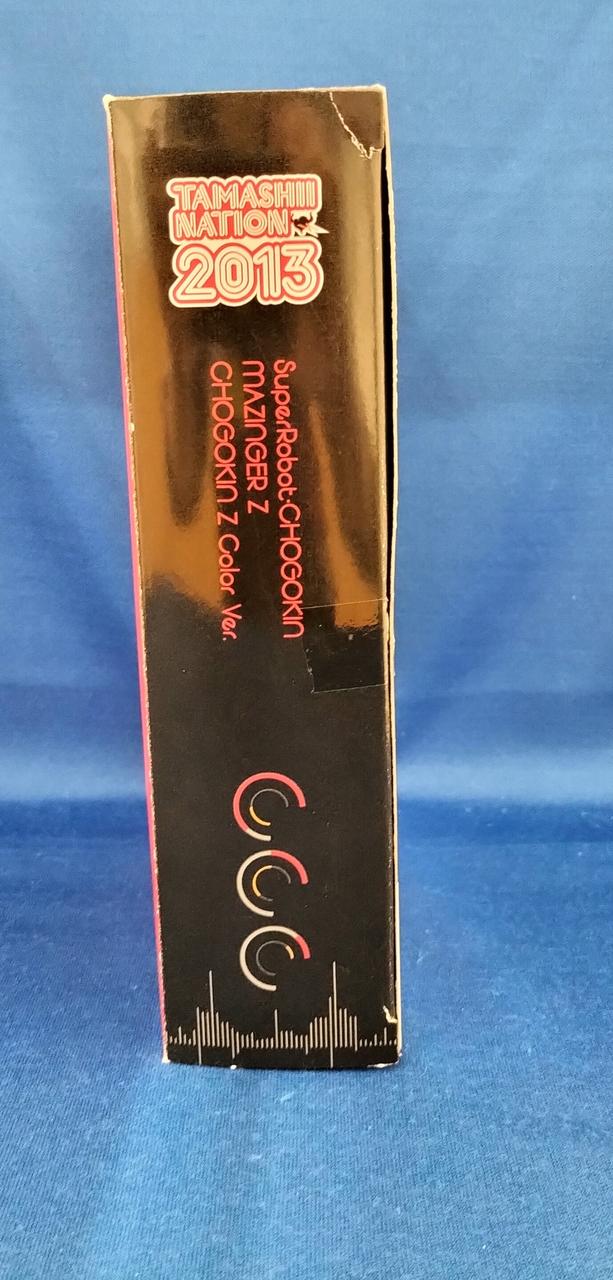 TAMASHII
NATION
2013
SuperRobot·CHOGOKIN
MAZINGER Z
CHOGOKIN Z Color Ver.